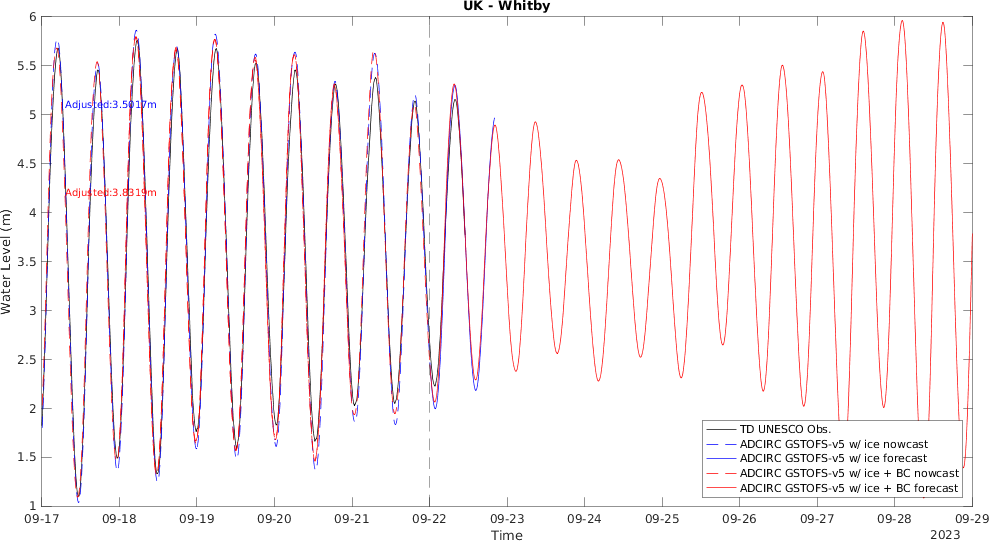 UK - Whitby
6
5.5
5
4.5
4
3.5
3
2.5
2
1.5
1
Water Level (m)
Adjusted:3.5017m
Adjusted:3.8319m
TD UNESCO Obs.
ADCIRC GSTOFS-v5 w/ ice nowcast
ADCIRC GSTOFS-v5 w/ ice forecast
ADCIRC GSTOFS-v5 w/ ice + BC nowcast
ADCIRC GSTOFS-v5 w/ ice + BC forecast
09-17 09-18 09-19 09-20 09-21 09-22 09-23 09-24 09-25 09-26 09-27 09-28 09-29
Time
2023